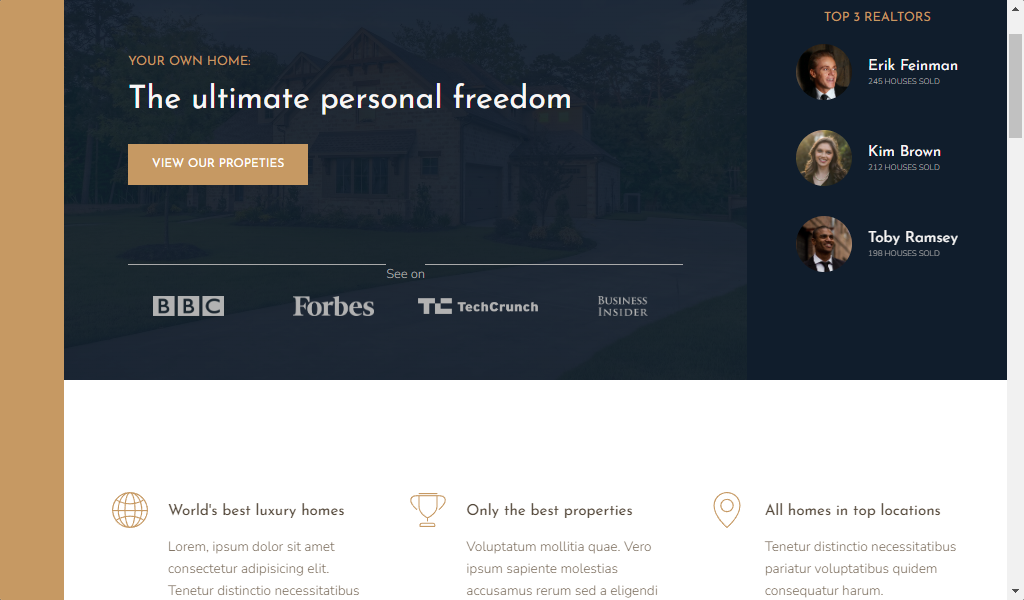 YOUR OWN HOME:
The ultimate personal freedom
VIEW OUR PROPETIES
See on
BBC
Forbes
TC TechCrunch
BUSINESS
INSIDER
TOP 3 REALTORS
Erik Feinman
245 HOUSES SOLD
Kim Brown
212 HOUSES SOLD
Toby Ramsey
198 HOUSES SOLD
World's best luxury homes
Lorem, ipsum dolor sit amet
consectetur adipisicing elit.
Tenetur distinctio necessitatibus
Only the best properties
Voluptatum mollitia quae. Vero
ipsum sapiente molestias
accusamus rerum sed a eligendi
All homes in top locations
Tenetur distinctio necessitatibus
pariatur voluptatibus quidem
consequatur harum.